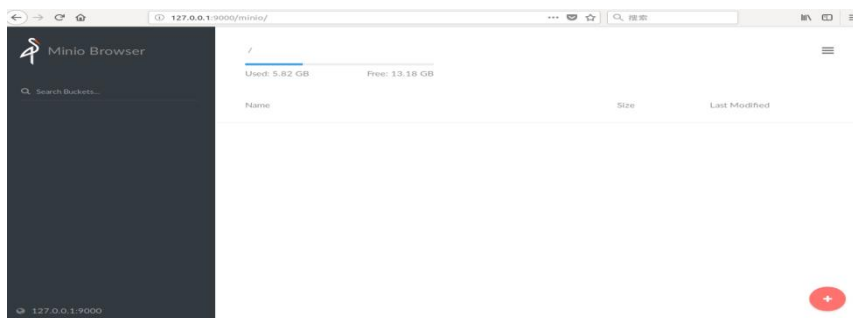 127.0.0.1:9000/minio/
搜索
Minio Browser
/
Used: 5.82 GB
Free: 13.18 GB
Search Buckets...
Name
Size
Last Modified
127.0.0.1:9000